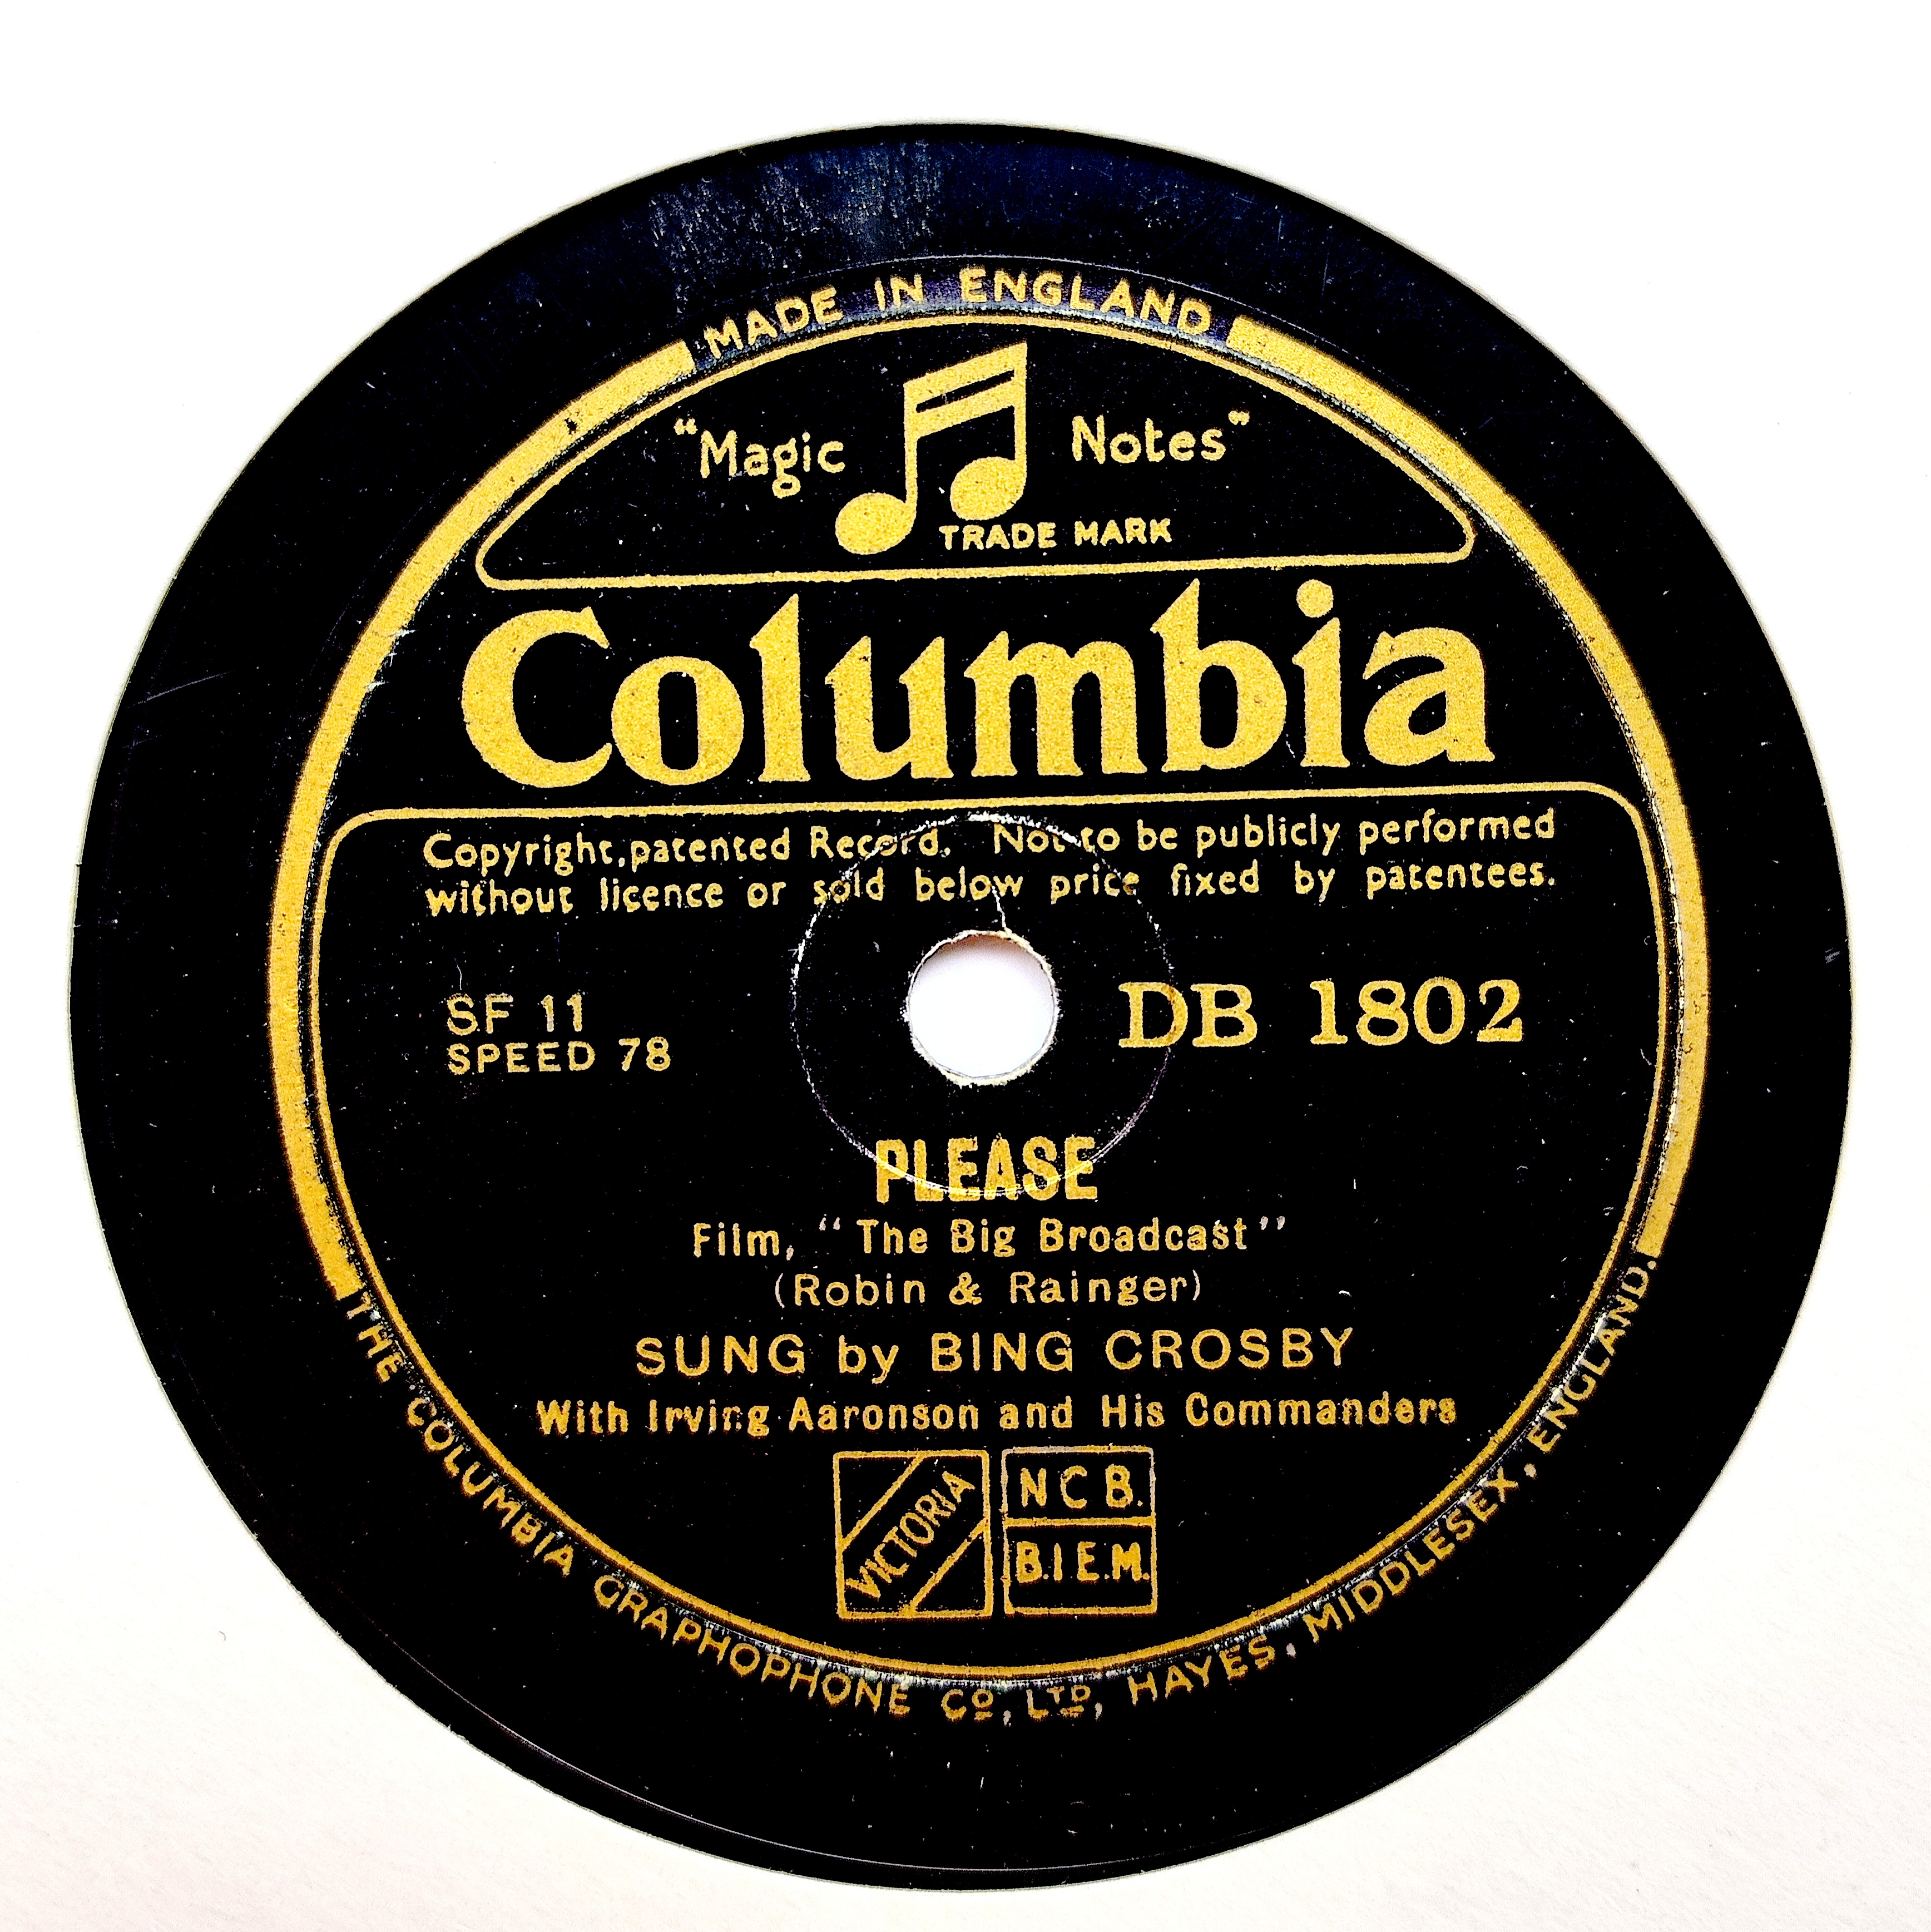 MADE IN ENGLAND
"Magic Notes"
TRADE MARK
Columbia
Copyright, patented Record. Not to be publicly performed
without licence or sold below price fixed by patentees.
SF 11
SPEED 78
DB 1802
PLEASE
Film, "The Big Broadcast"
(Robin & Rainger)
SUNG by BING CROSBY
With Irving Aaronson and His Commanders
VICTORIA
N C B.
B.I E.M.
THE COLUMBIA GRAPHOPHONE CO, LTD, HAYES, MIDDLESEX, ENGLAND.